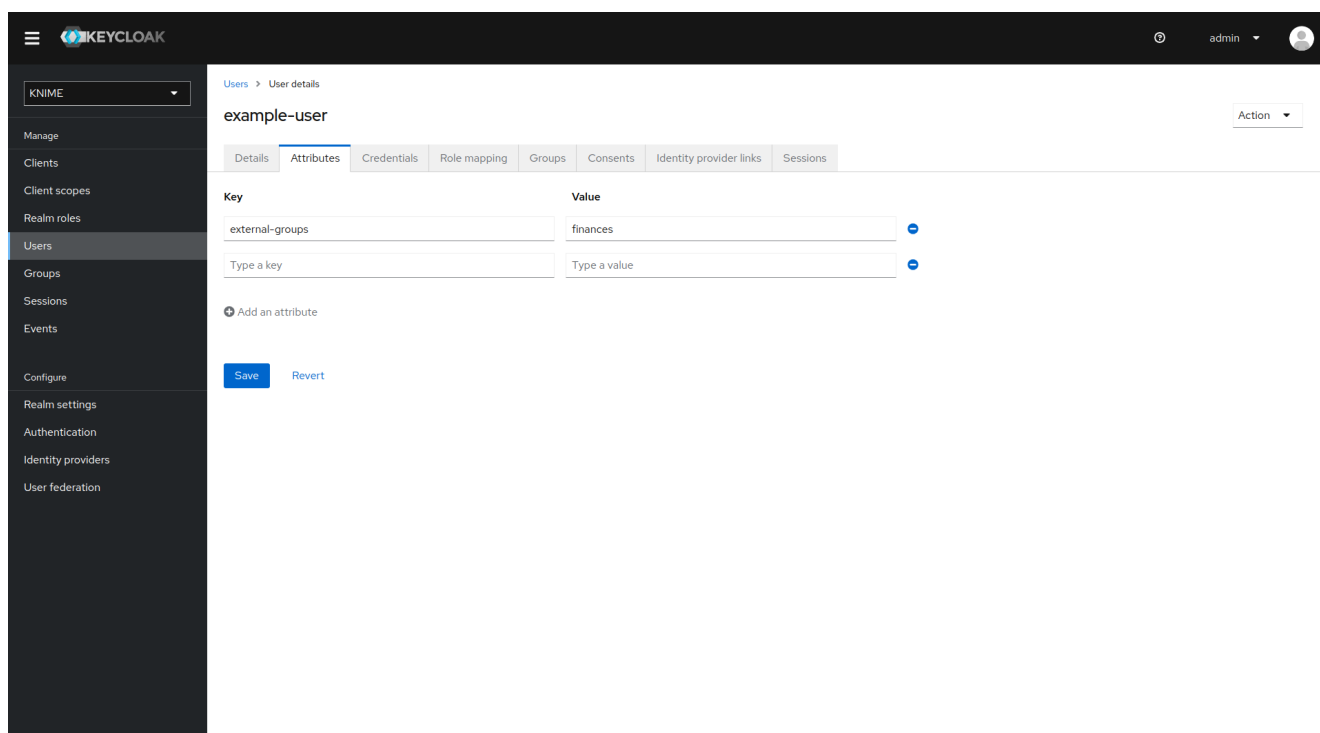 KEYCLOAK
admin
KNIME
Manage
Clients
Client scopes
Realm roles
Users
Groups
Sessions
Events
Configure
Realm settings
Authentication
Identity providers
User federation
Users > User details
example-user
Action
Details Attributes Credentials Role mapping Groups Consents Identity provider links Sessions
Key Value
external-groups finances
Type a key Type a value
Add an attribute
Save Revert